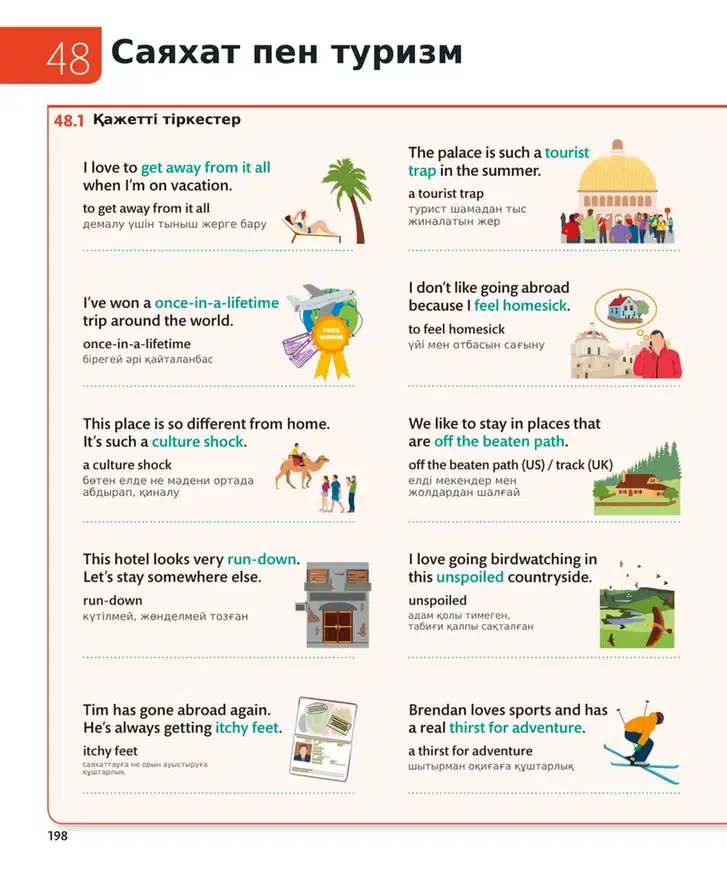 48
Саяхат пен туризм
48.1 Қажетті тіркестер
I love to get away from it all
when I'm on vacation.
to get away from it all
демалу үшін тыныш жерге бару
The palace is such a tourist
trap in the summer.
a tourist trap
турист шамадан тыс
жиналатын жер
I've won a once-in-a-lifetime
trip around the world.
once-in-a-lifetime
бірегей әрі қайталанбас
PRIZE
WINNER
I don't like going abroad
because I feel homesick.
to feel homesick
үйі мен отбасын сағыну
This place is so different from home.
It's such a culture shock.
a culture shock
бөтен елде не мәдени ортада
абдырап, қиналу
We like to stay in places that
are off the beaten path.
off the beaten path (US) / track (UK)
елді мекендер мен
жолдардан шалғай
This hotel looks very run-down.
Let's stay somewhere else.
run-down
күтілмей, жөнделмей тозған
I love going birdwatching in
this unspoiled countryside.
unspoiled
адам қолы тимеген,
табиғи қалпы сақталған
Tim has gone abroad again.
He's always getting itchy feet.
itchy feet
саяхаттауға не орын ауыстыруға
құштарлық
Brendan loves sports and has
a real thirst for adventure.
a thirst for adventure
шытырман оқиғаға құштарлық
198